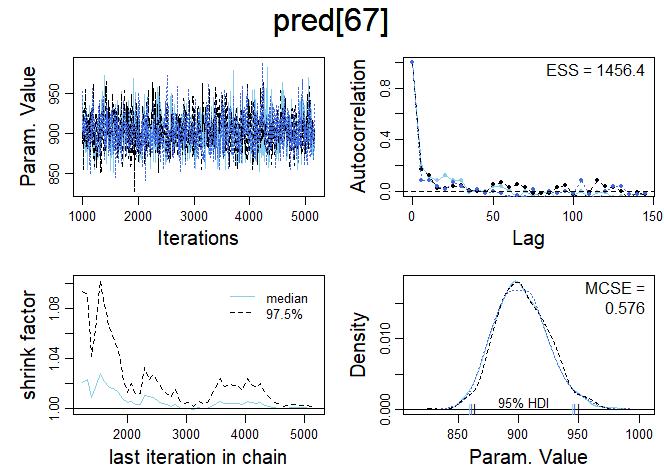 pred[67]
Param. Value
950
900
850
1000
2000
3000
4000
5000
Iterations
Autocorrelation
0.8
0.4
0.0
ESS = 1456.4
0
50
100
150
Lag
shrink factor
1.08
1.04
1.00
median
97.5%
2000
3000
4000
5000
last iteration in chain
Density
0.010
0.000
MCSE =
0.576
95% HDI
850
900
950
1000
Param. Value